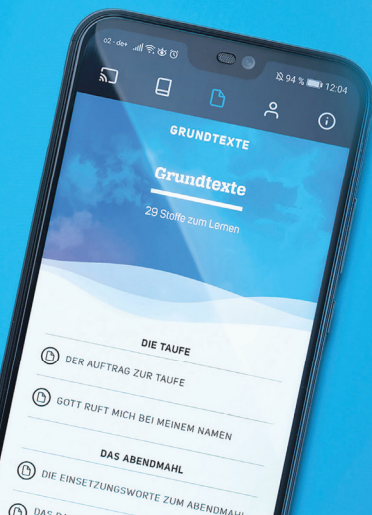 o2 - de+ 94 % 12:04
GRUNDTEXTE
Grundtexte
29 Stoffe zum Lernen
DIE TAUFE
DER AUFTRAG ZUR TAUFE
GOTT RUFT MICH BEI MEINEM NAMEN
DAS ABENDMAHL
DIE EINSETZUNGSWORTE ZUM ABENDMAHL
DAS